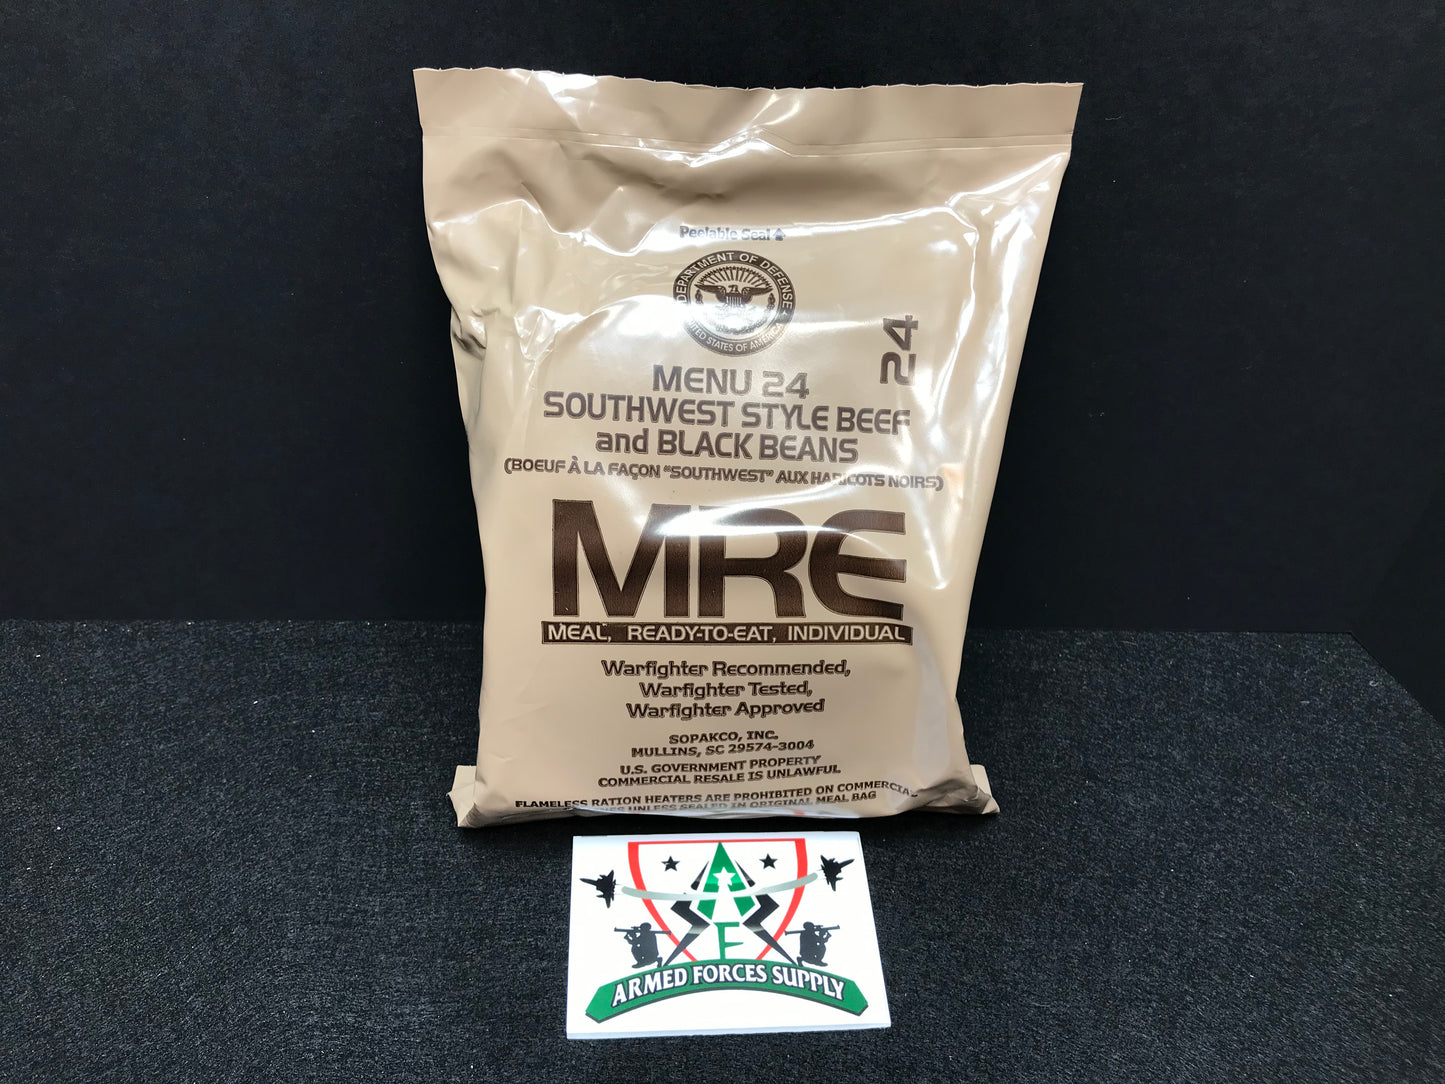 Peelable Seal
DEPARTMENT OF DEFENSE
UNITED STATES OF AMERICA
24
MENU 24
SOUTHWEST STYLE BEEF
and BLACK BEANS
(BOEUF À LA FAÇON "SOUTHWEST" AUX HARICOTS NOIRS)
MRE
MEAL, READY-TO-EAT, INDIVIDUAL
Warfighter Recommended,
Warfighter Tested,
Warfighter Approved
SOPAKCO, INC.
MULLINS, SC 29574-3004
U.S. GOVERNMENT PROPERTY
COMMERCIAL RESALE IS UNLAWFUL
FLAMELESS RATION HEATERS ARE PROHIBITED ON COMMERCIAL
UNLESS SEALED IN ORIGINAL MEAL BAG
A
F
ARMED FORCES SUPPLY